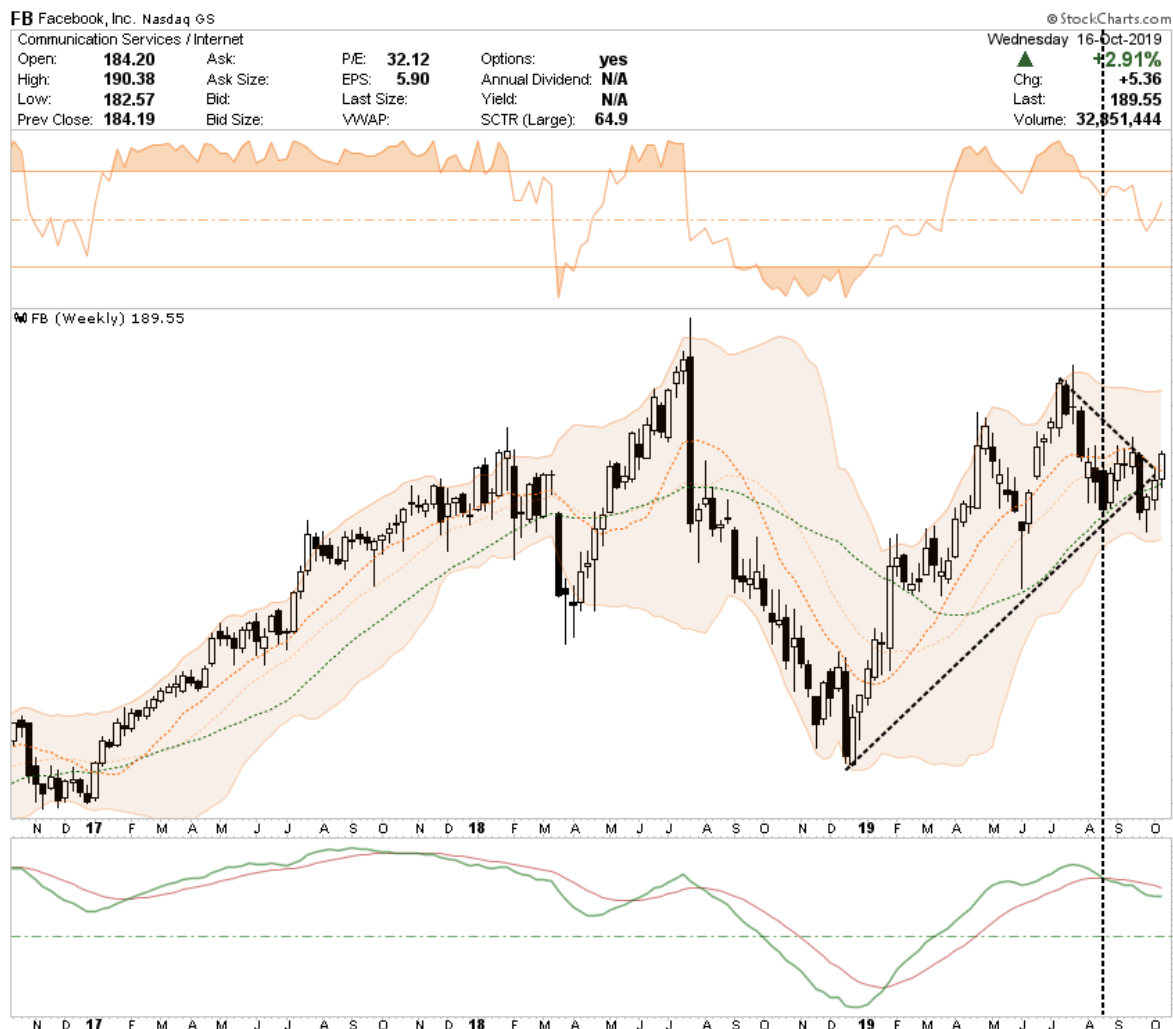 FB Facebook, Inc. Nasdaq GS © StockCharts.com
Communication Services / Internet Wednesday 16-Oct-2019
Open: 184.20 Ask: P/E: 32.12 Options: yes ▲ +2.91%
High: 190.38 Ask Size: EPS: 5.90 Annual Dividend: N/A Chg: +5.36
Low: 182.57 Bid: Last Size: Yield: N/A Last: 189.55
Prev Close: 184.19 Bid Size: VWAP: SCTR (Large): 64.9 Volume: 32,851,444
FB (Weekly) 189.55
N D 17 F M A M J J A S O N D 18 F M A M J J A S O N D 19 F M A M J J A S O
N D 17 F M A M J J A S O N D 18 F M A M J J A S O N D 19 F M A M J J A S O